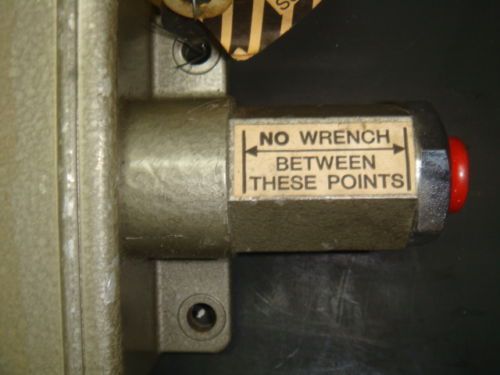 NO WRENCH
BETWEEN
THESE POINTS